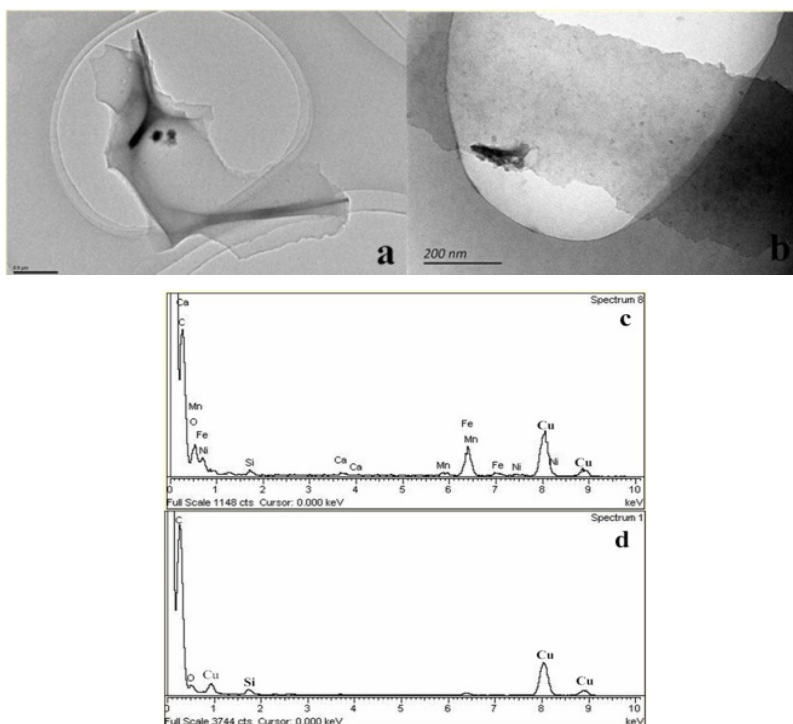 a
b
200 nm
Spectrum 8
c
Ca
C
Mn
O
Fe
Ni
Si
Ca
Ca
Mn
Fe
Mn
Fe
Ni
Cu
Ni
Cu
0 1 2 3 4 5 6 7 8 9 10
Full Scale 1148 cts Cursor: 0.000 keV keV
Spectrum 1
d
C
O
Cu
Si
Cu
Cu
0 1 2 3 4 5 6 7 8 9 10
Full Scale 3744 cts Cursor: 0.000 keV keV